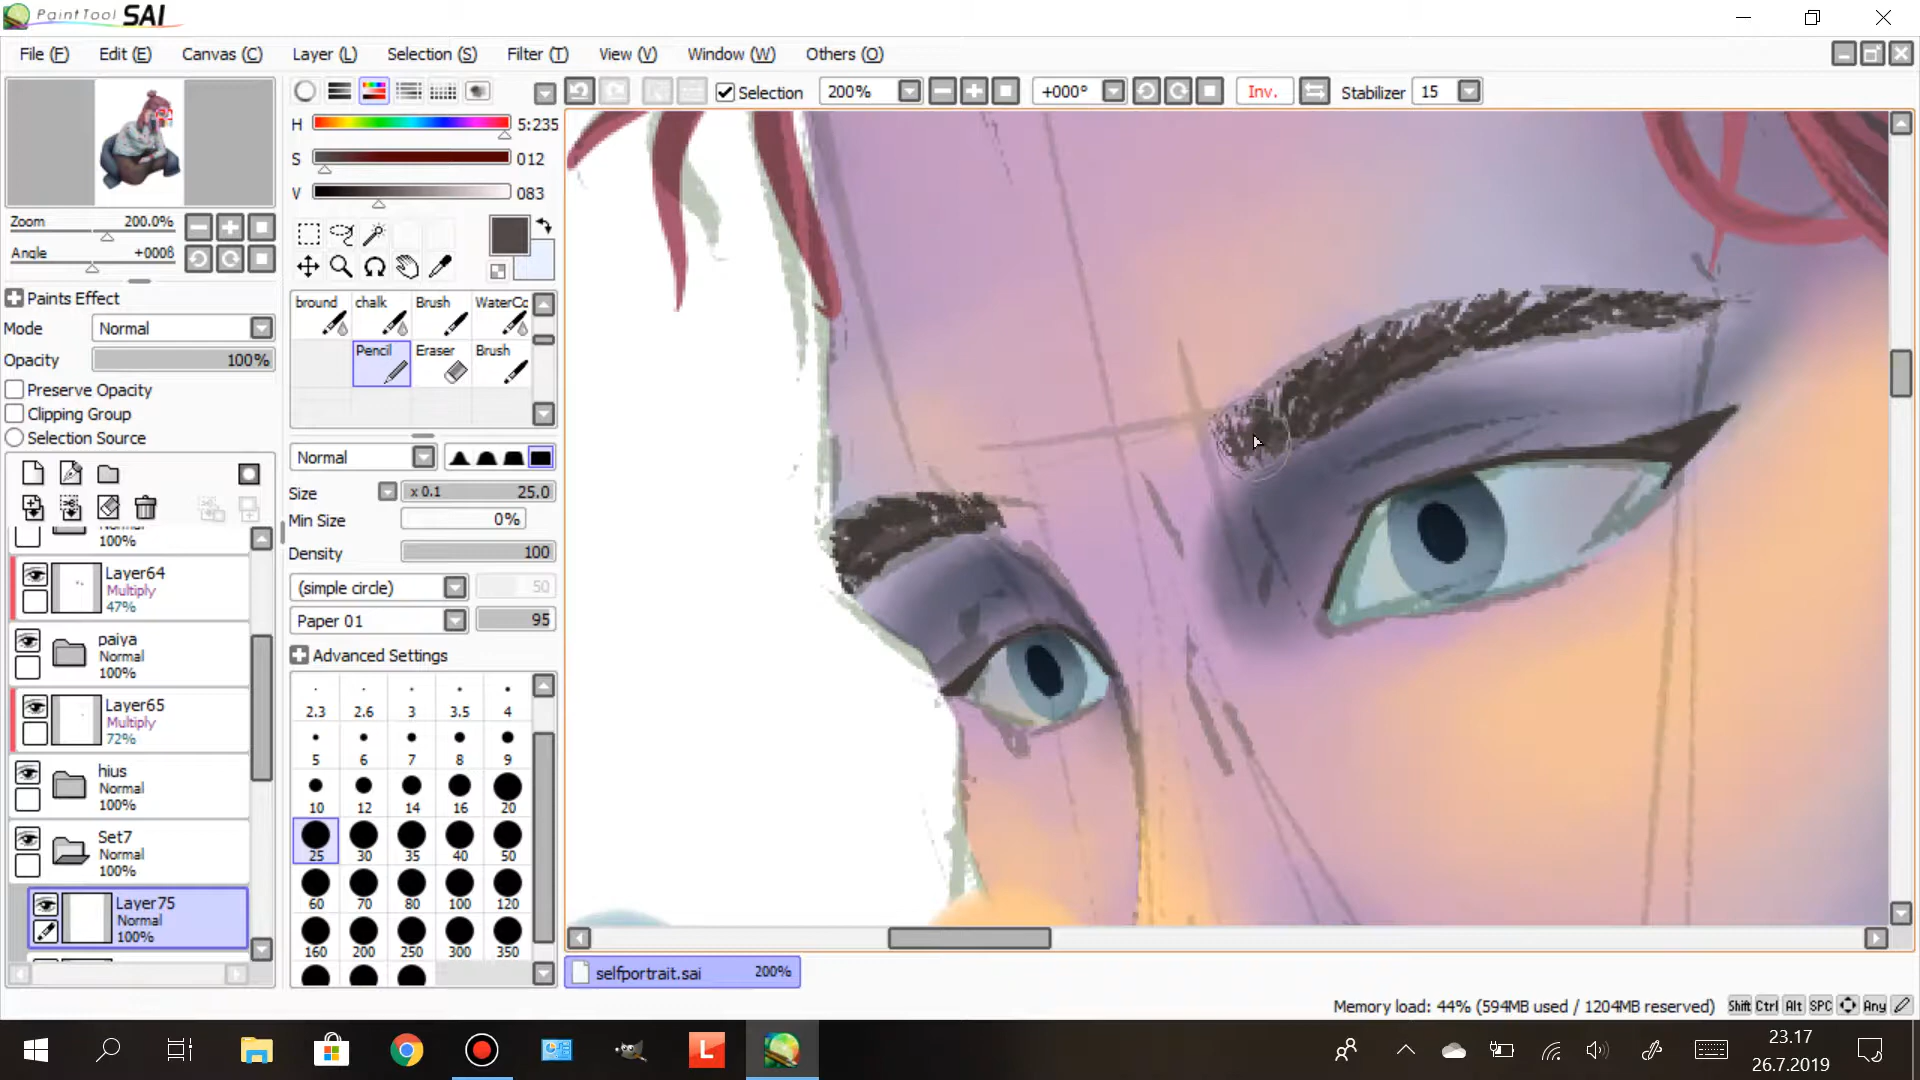 PaintTool SAI
File (F) Edit (E) Canvas (C) Layer (L) Selection (S) Filter (T) View (V) Window (W) Others (O)
Selection 200% +000° Inv. Stabilizer 15
H 5:235
S 012
V 083
Zoom 200.0%
Angle
Paints Effect
Mode Normal
Opacity 100%
Preserve Opacity
Clipping Group
Selection Source
100%
Layer64
Multiply
47%
paiya
Normal
100%
Layer65
Multiply
72%
hius
Normal
100%
Set7
Normal
100%
Layer75
Normal
100%
bround chalk Brush WaterCc
Pencil Eraser Brush
Normal
Size x 0.1 25.0
Min Size 0%
Density 100
(simple circle) 50
Paper 01 95
Advanced Settings
2.3 2.6 3 3.5 4
5 6 7 8 9
10 12 14 16 20
25 30 35 40 50
60 70 80 100 120
160 200 250 300 350
selfportrait.sai 200%
Memory load: 44% (594MB used / 1204MB reserved) Shift Ctrl Alt SPC Any
L
23.17
26.7.2019